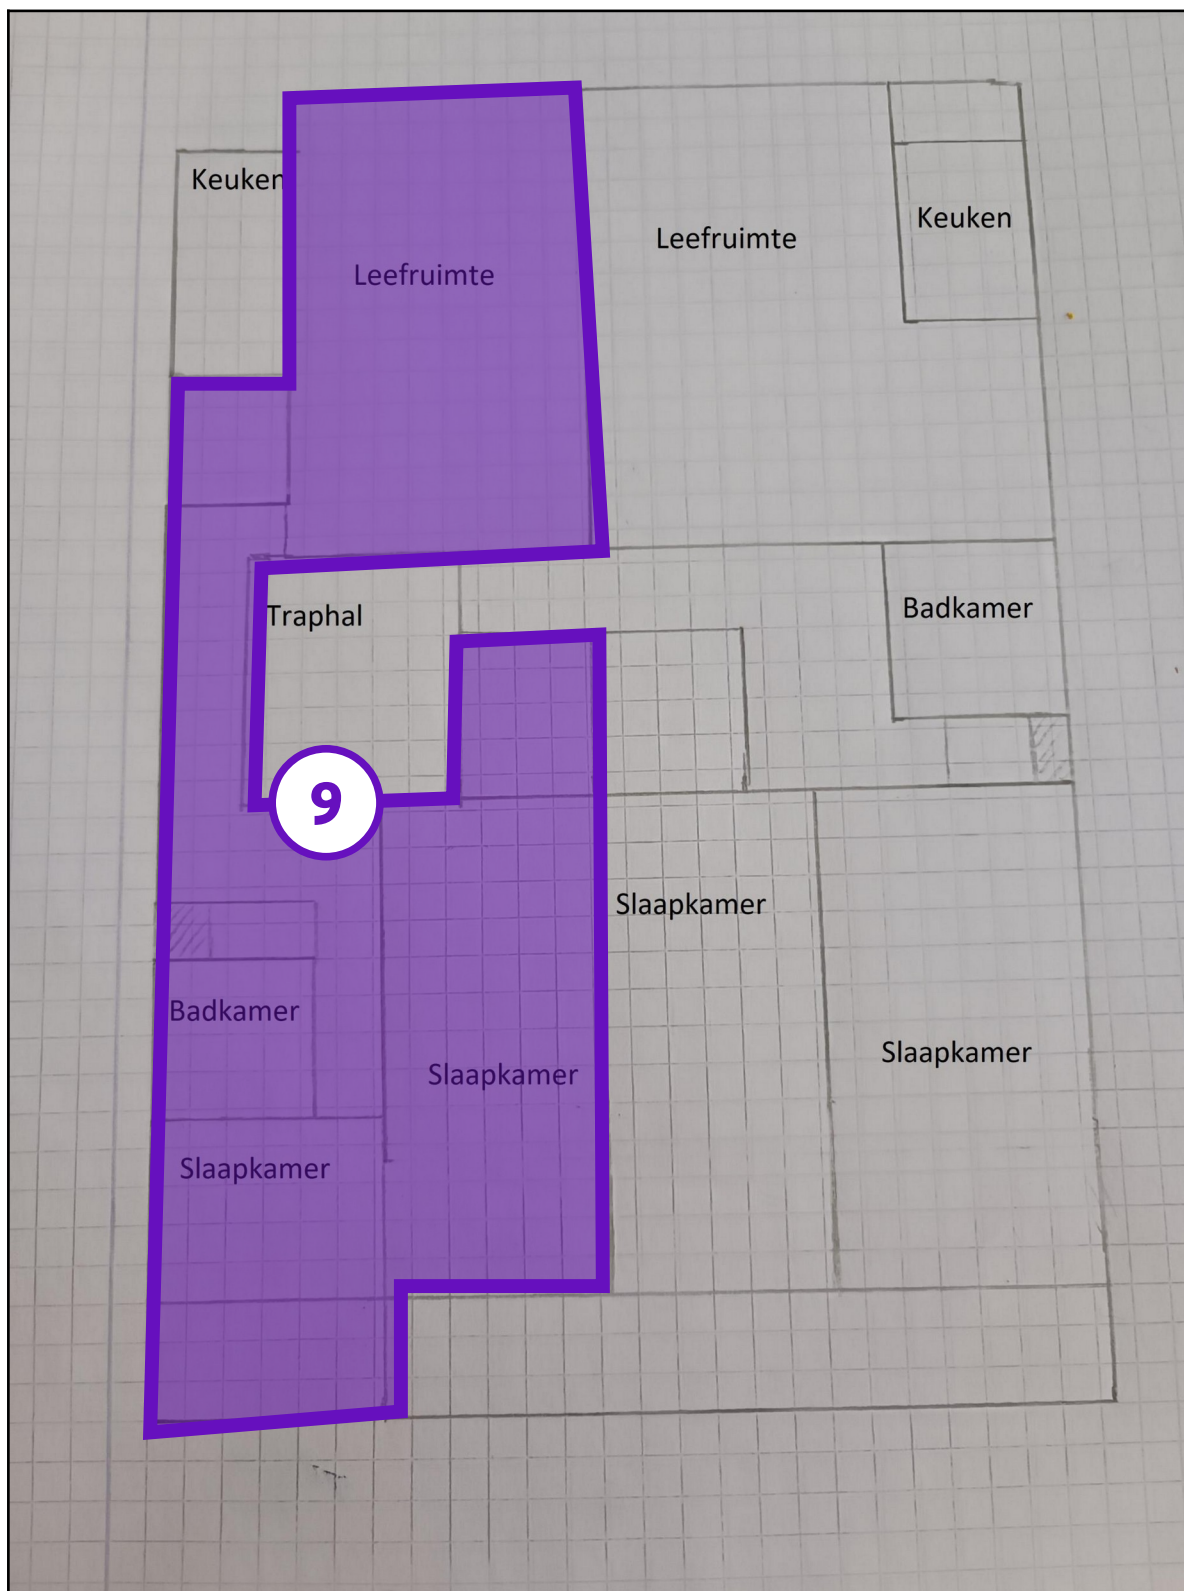 Keuken
Leefruimte
Leefruimte
Keuken
Traphal
Badkamer
9
Slaapkamer
Badkamer
Slaapkamer
Slaapkamer
Slaapkamer